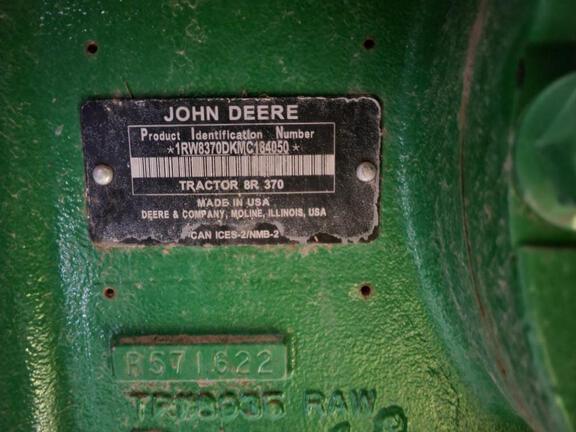 JOHN DEERE
Product Identification Number
*1RW8370DKMC184050*
TRACTOR 8R 370
MADE IN USA
DEERE & COMPANY, MOLINE, ILLINOIS, USA
CAN ICES-2/NMB-2
R571622
RAW